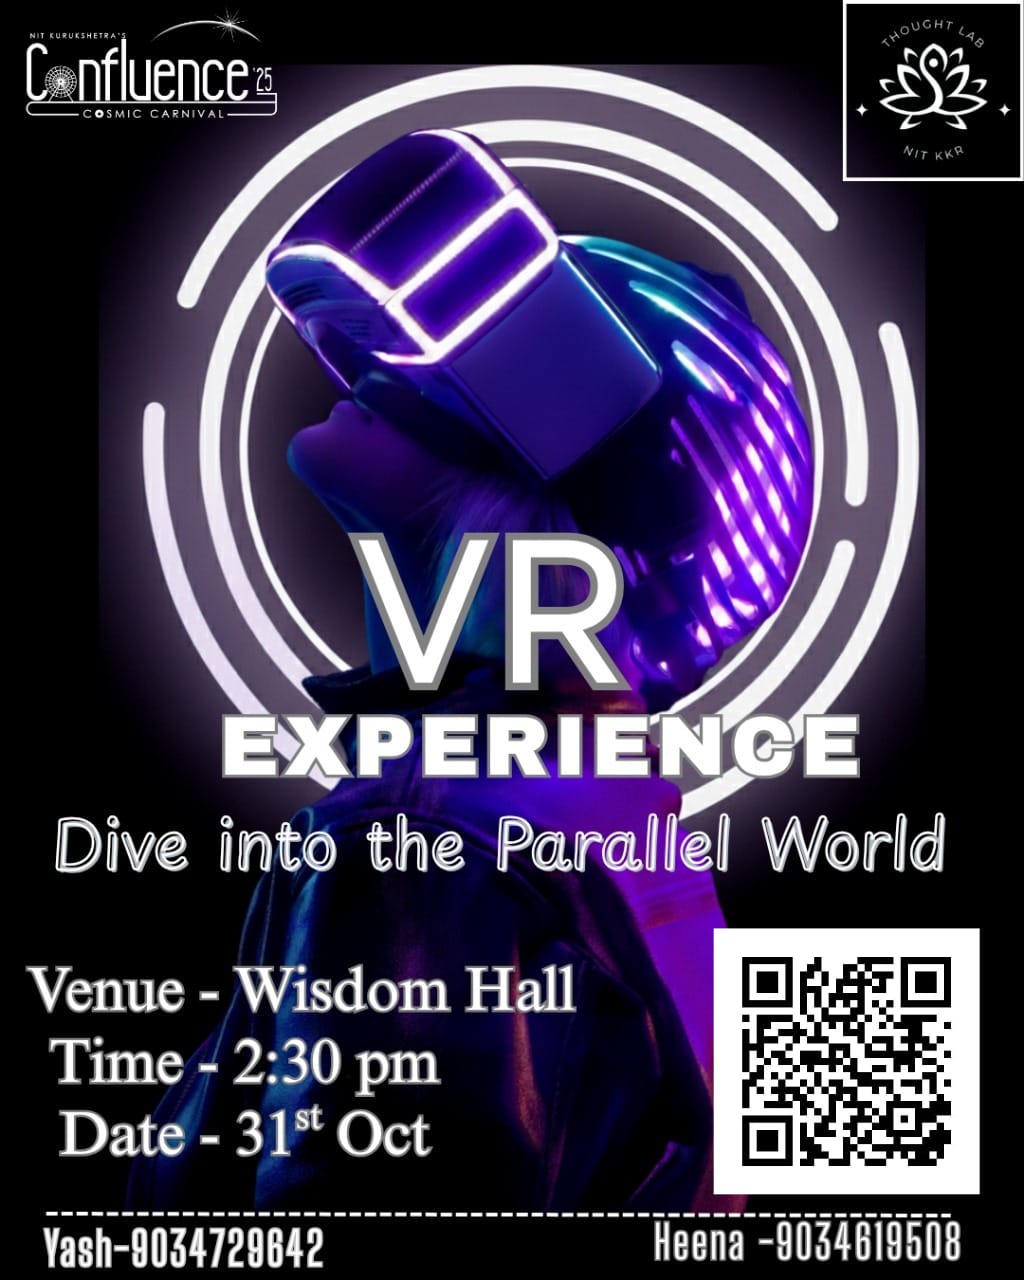 NIT KURUKSHETRA'S
Confluence '25
COSMIC CARNIVAL
THOUGHT LAB
NIT KKR
VR
EXPERIENCE
Dive into the Parallel World
Venue - Wisdom Hall
Time - 2:30 pm
Date - 31st Oct
Yash-9034729642
Heena -9034619508